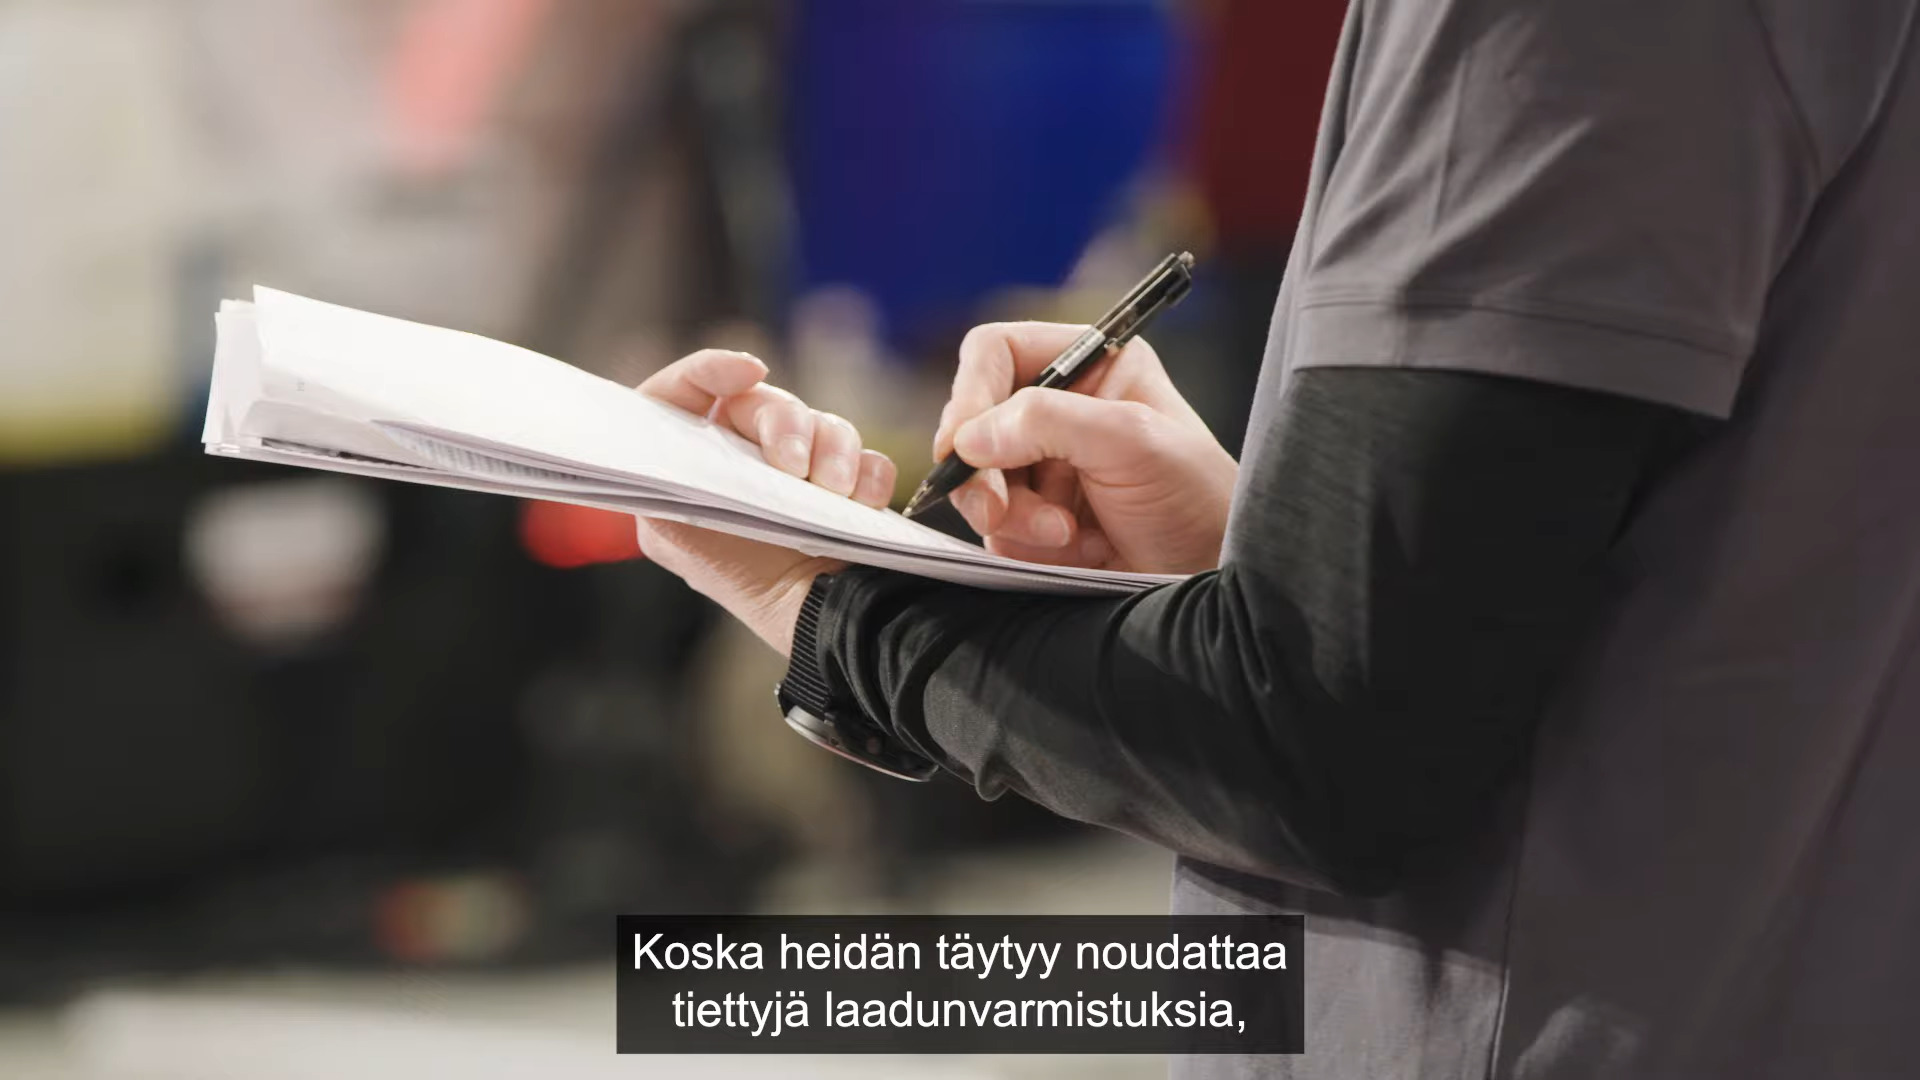 Koska heidän täytyy noudattaa
tiettyjä laadunvarmistuksia,